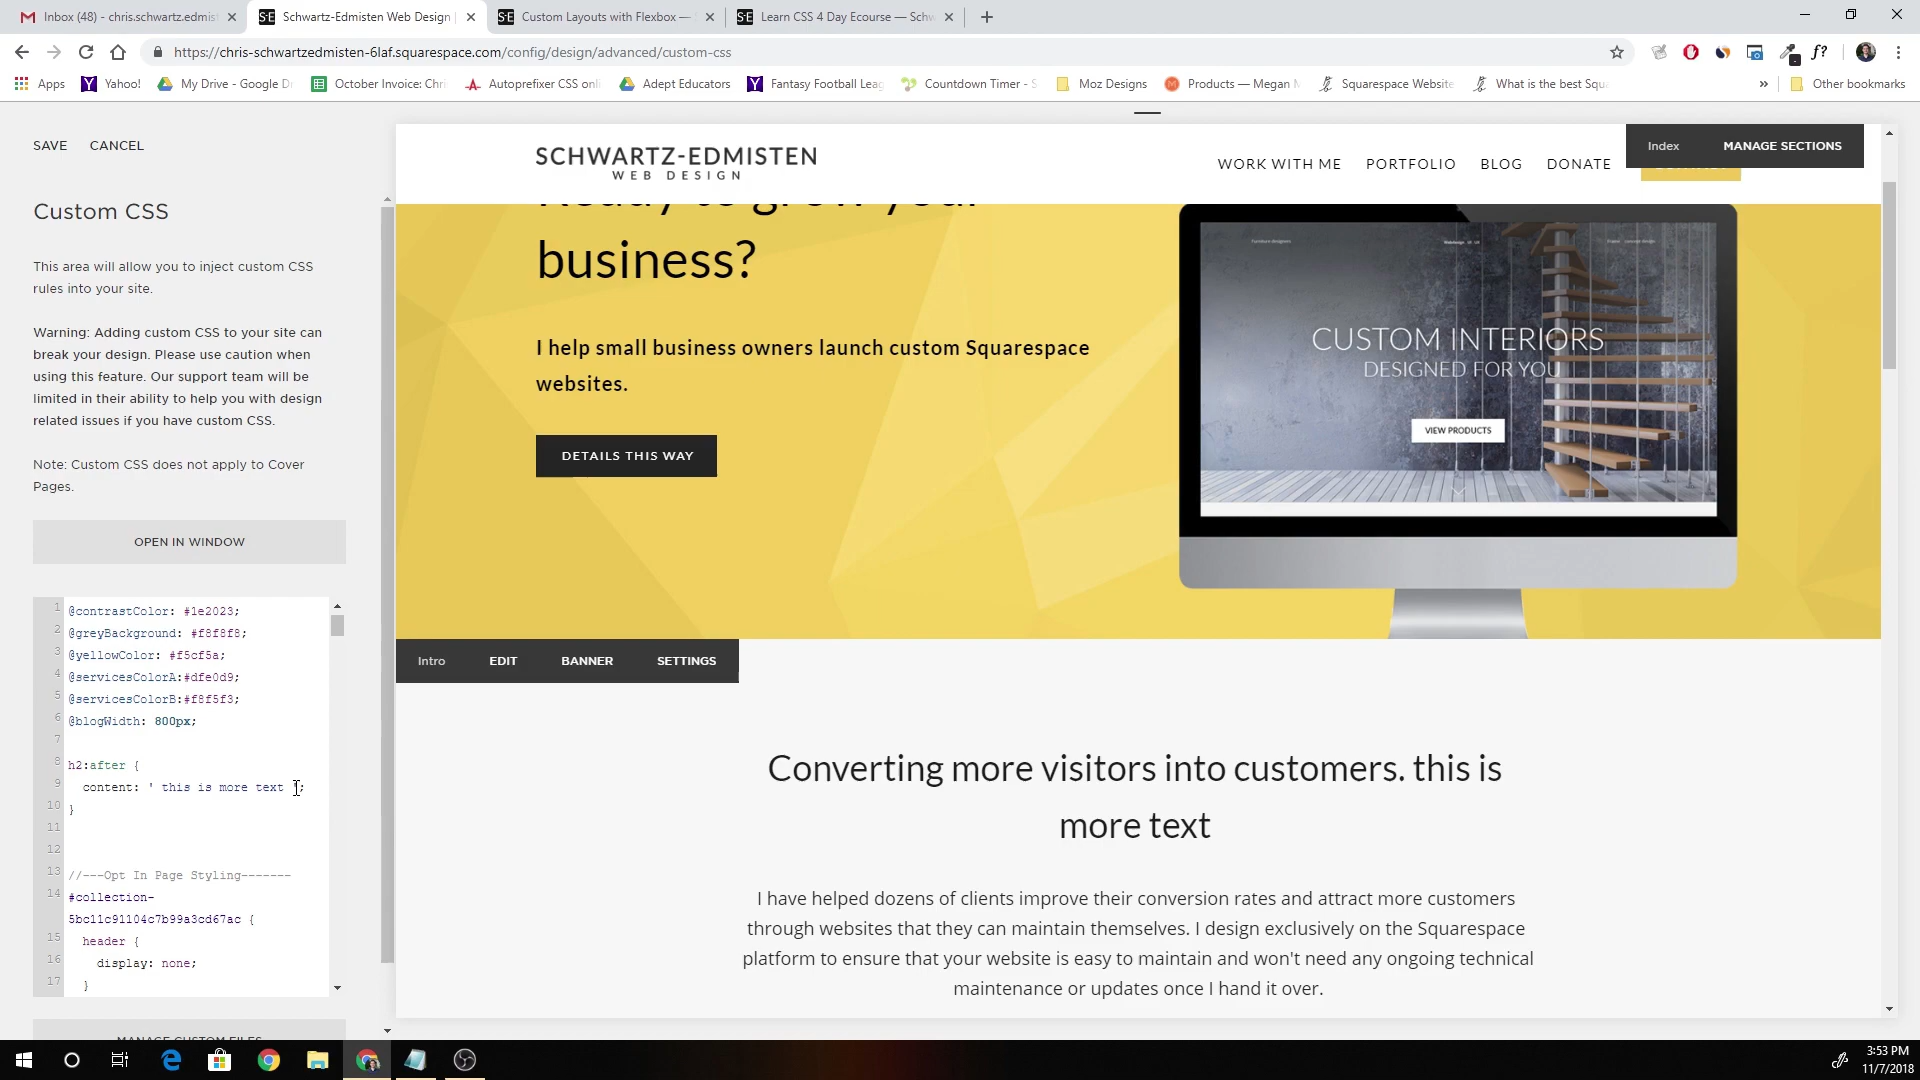 Inbox (48) - chris.schwartz.edmist
Schwartz-Edmisten Web Design |
Custom Layouts with Flexbox —
Learn CSS 4 Day Ecourse — Schw
https://chris-schwartzedmisten-6laf.squarespace.com/config/design/advanced/custom-css
Apps
Yahoo!
My Drive - Google D
October Invoice: Chri
Autoprefixer CSS onli
Adept Educators
Fantasy Football Leag
Countdown Timer - S
Moz Designs
Products — Megan M
Squarespace Website
What is the best Squa
»
Other bookmarks
SAVE CANCEL
Custom CSS
This area will allow you to inject custom CSS
rules into your site.
Warning: Adding custom CSS to your site can
break your design. Please use caution when
using this feature. Our support team will be
limited in their ability to help you with design
related issues if you have custom CSS.
Note: Custom CSS does not apply to Cover
Pages.
OPEN IN WINDOW
1 @contrastColor: #1e2023;
2 @greyBackground: #f8f8f8;
3 @yellowColor: #f5cf5a;
4 @servicesColorA:#dfe0d9;
5 @servicesColorB:#f8f5f3;
6 @blogWidth: 800px;
7
8 h2:after {
9 content: ' this is more text ';
10 }
11
12
13 //---Opt In Page Styling-------
14 #collection-
5bc11c91104c7b99a3cd67ac {
15 header {
16 display: none;
17 }
MANAGE CUSTOM FILES
SCHWARTZ-EDMISTEN
WEB DESIGN
WORK WITH ME PORTFOLIO BLOG DONATE
Index MANAGE SECTIONS
Ready to grow your
business?
I help small business owners launch custom Squarespace
websites.
DETAILS THIS WAY
CUSTOM INTERIORS
DESIGNED FOR YOU
VIEW PRODUCTS
Intro EDIT BANNER SETTINGS
Converting more visitors into customers. this is
more text
I have helped dozens of clients improve their conversion rates and attract more customers
through websites that they can maintain themselves. I design exclusively on the Squarespace
platform to ensure that your website is easy to maintain and won't need any ongoing technical
maintenance or updates once I hand it over.
3:53 PM
11/7/2018